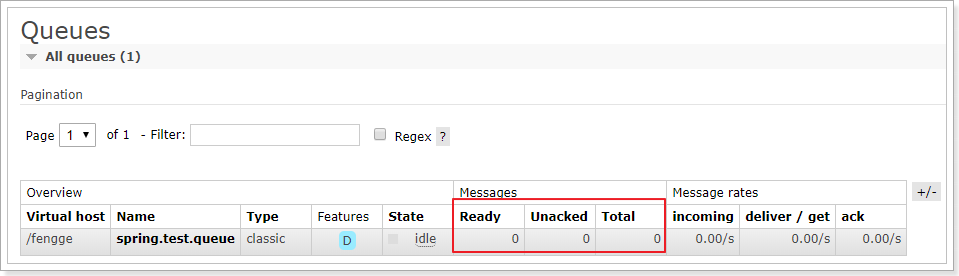 Queues
All queues (1)
Pagination
Page 1 of 1 - Filter: Regex ?
Overview Messages Message rates +/-
Virtual host Name Type Features State Ready Unacked Total incoming deliver / get ack
/fengge spring.test.queue classic D idle 0 0 0 0.00/s 0.00/s 0.00/s